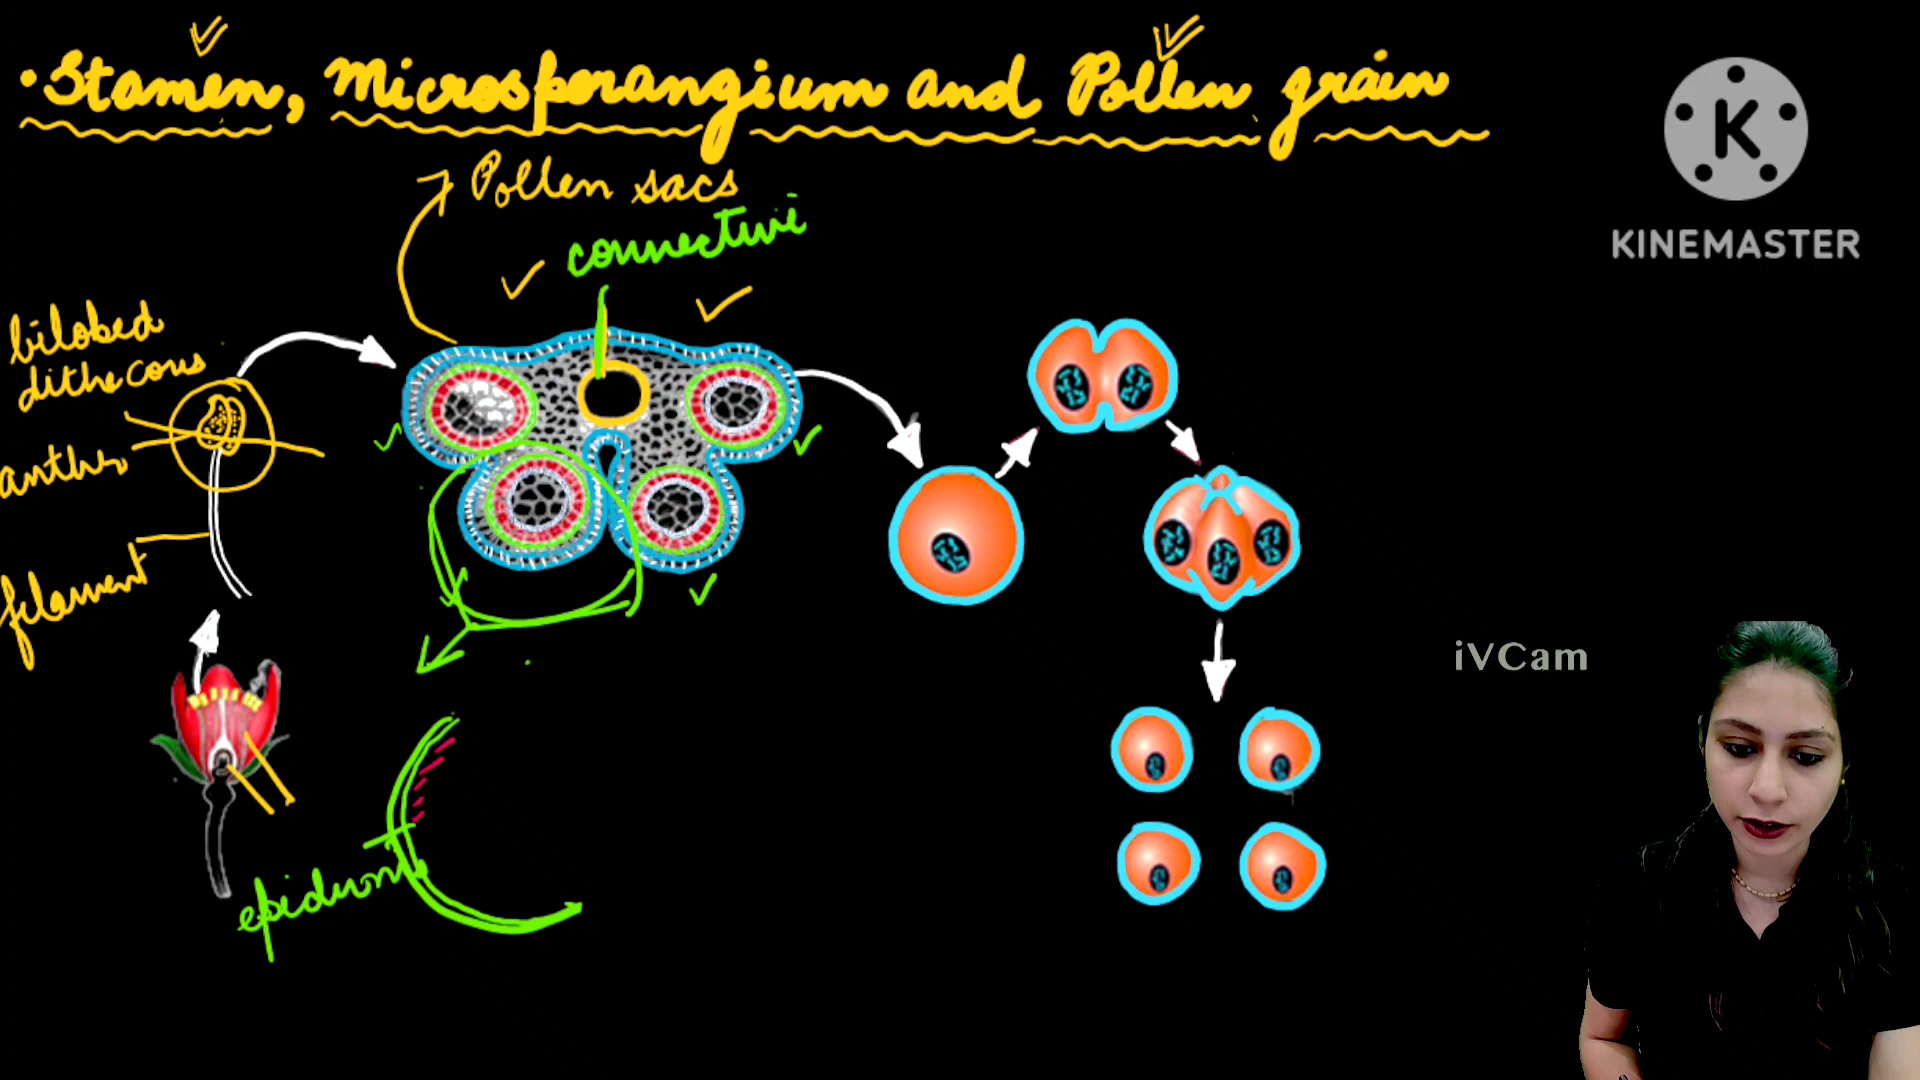 • Stamen, Microsporangium and Pollen grain
Pollen sacs
connective
bilobed
dithecous
anther
filament
epidermis
K
KINEMASTER
iVCam